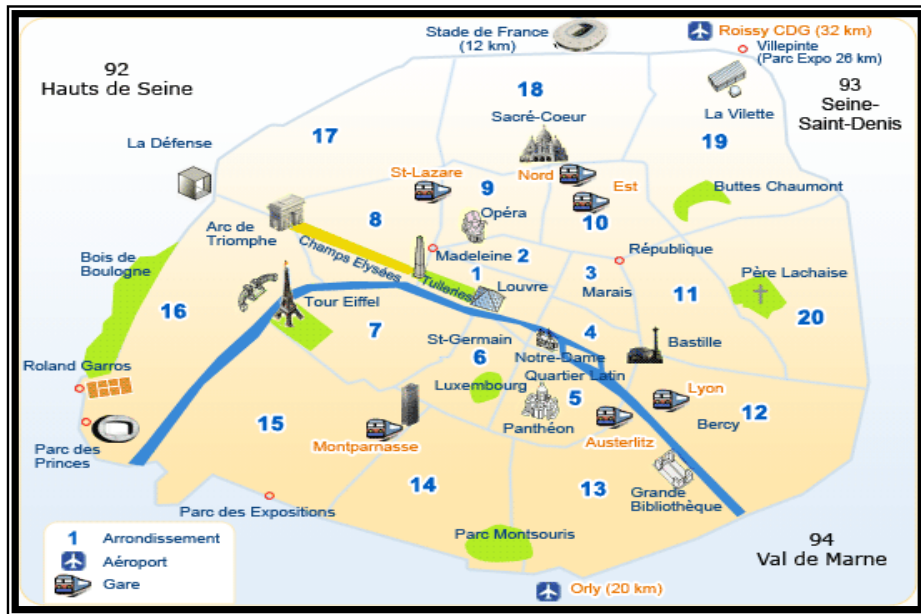 Stade de France
(12 km)
Roissy CDG (32 km)
Villepinte
(Parc Expo 26 km)
92
Hauts de Seine
93
Seine-
Saint-Denis
18
Sacré-Coeur
La Vilette
17
19
La Défense
St-Lazare
Nord
Est
9
Buttes Chaumont
8
Opéra
10
Arc de
Triomphe
Champs Elysées
Madeleine
2
République
Bois de
Boulogne
1
Tuileries
Louvre
3
Marais
Père Lachaise
16
Tour Eiffel
11
20
7
St-Germain
4
Bastille
6
Notre-Dame
Quartier Latin
Roland Garros
Luxembourg
5
Lyon
15
Panthéon
12
Bercy
Montparnasse
Austerlitz
Parc des
Princes
14
13
Grande
Bibliothèque
Parc des Expositions
Parc Montsouris
94
Val de Marne
1 Arrondissement
Aéroport
Gare
Orly (20 km)